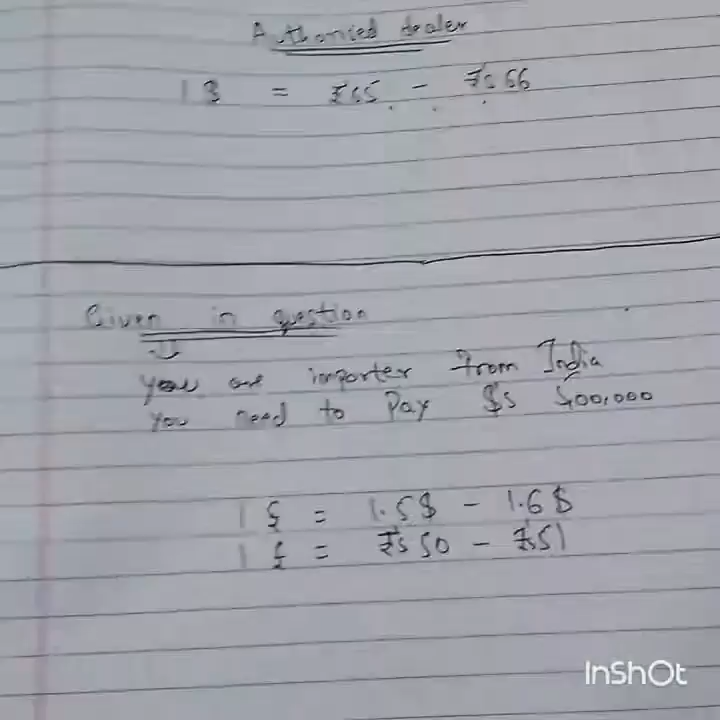 Authorised dealer
1 $ = ₹65 - ₹s 66
Given in question
you are importer from India
you need to Pay $s 400,000
1 £ = 1.5$ - 1.6$
1 £ = ₹s 50 - ₹s 51
InShOt